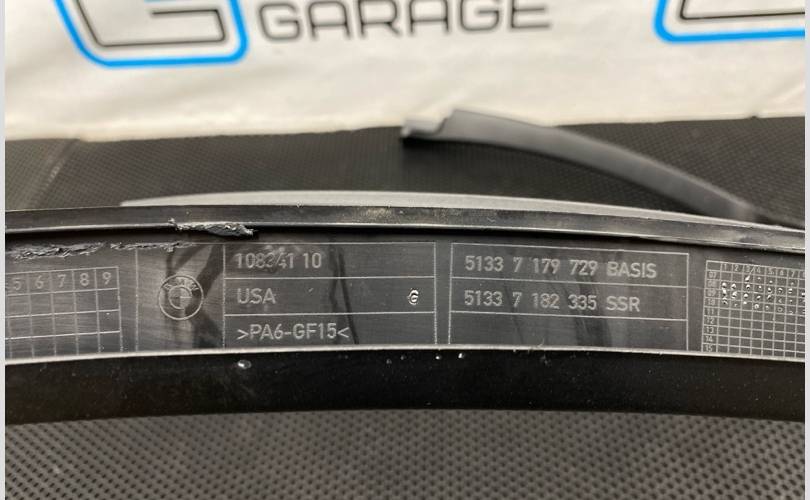 GARAGE
108341 10
USA
>PA6-GF15<
5133 7 179 729 BASIS
5133 7 182 335 SSR
5 6 7 8 9